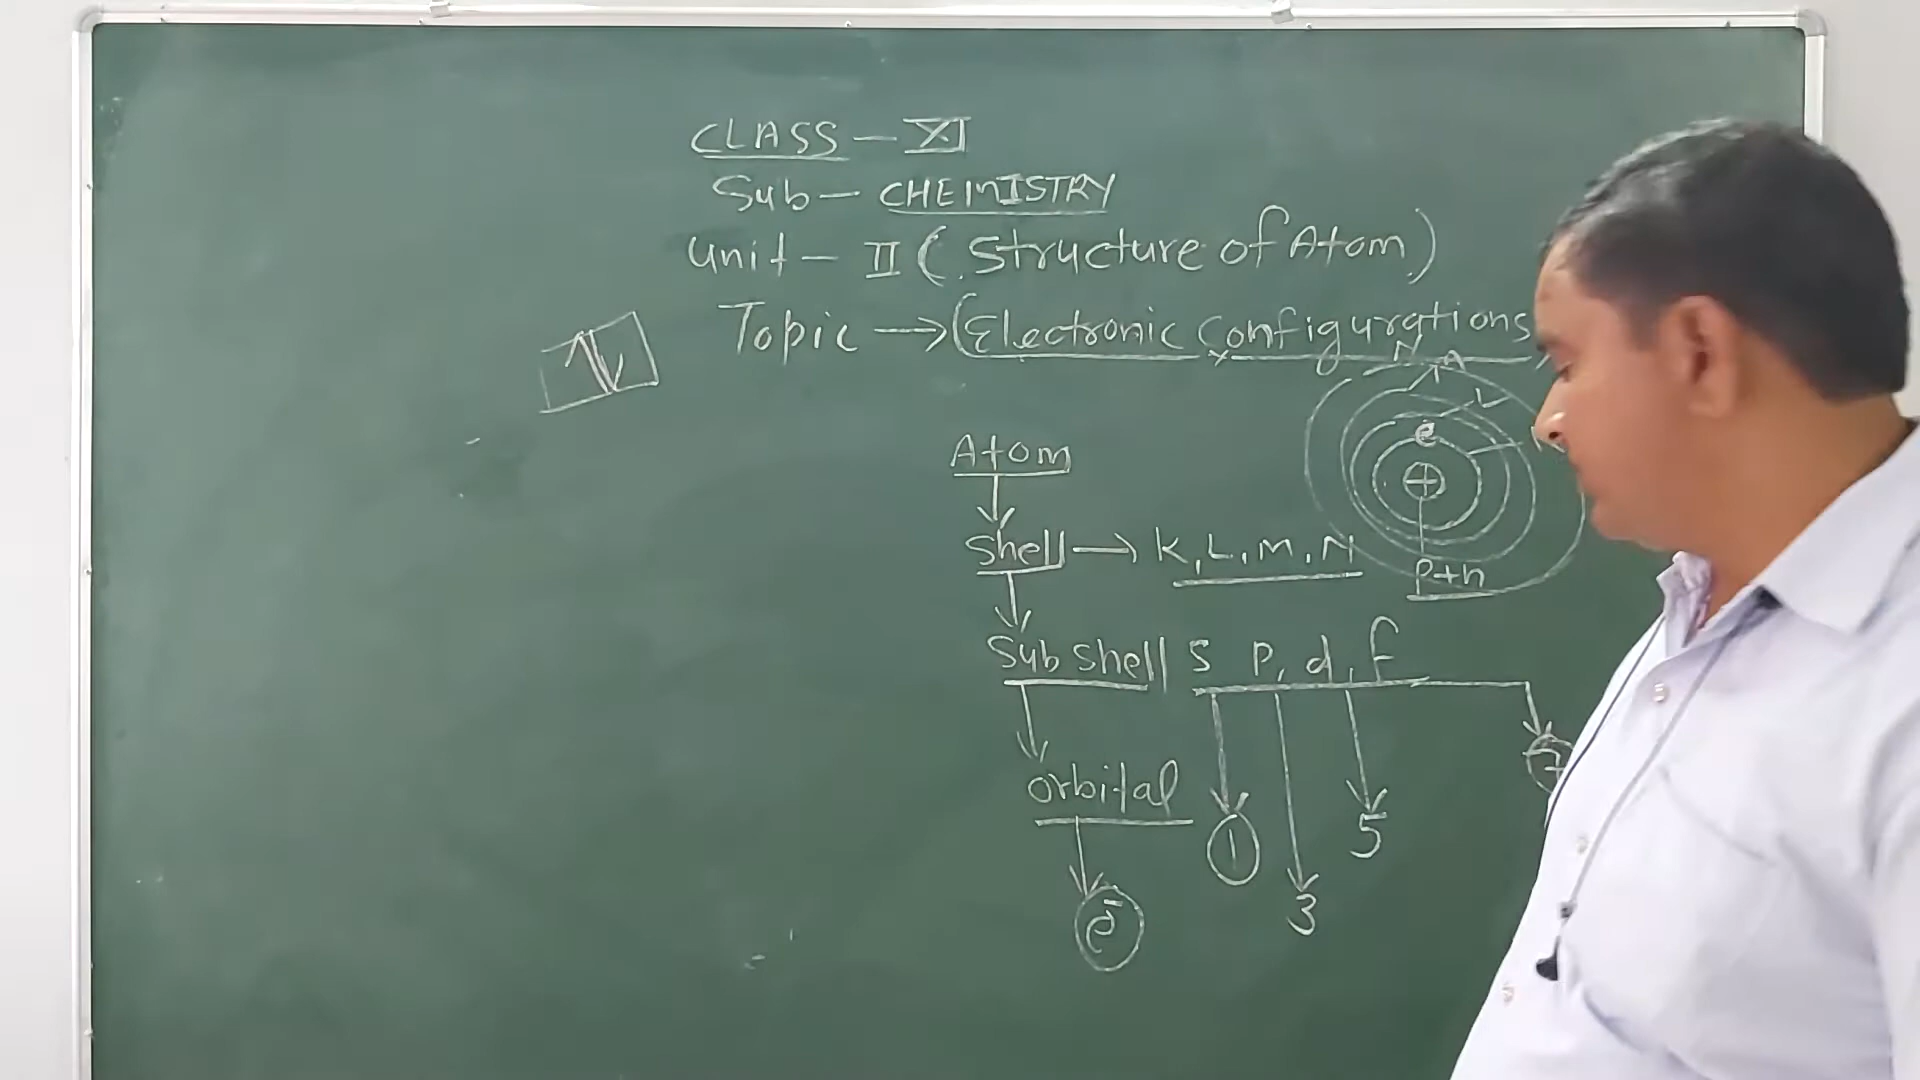 CLASS — XI
Sub — CHEMISTRY
Unit — II (Structure of Atom)
Topic → (Electronic Configurations
N
L
e
+
p+n
Atom
Shell → K, L, M, N
Sub Shell s p, d, f
orbital
1
5
7
3
e̅